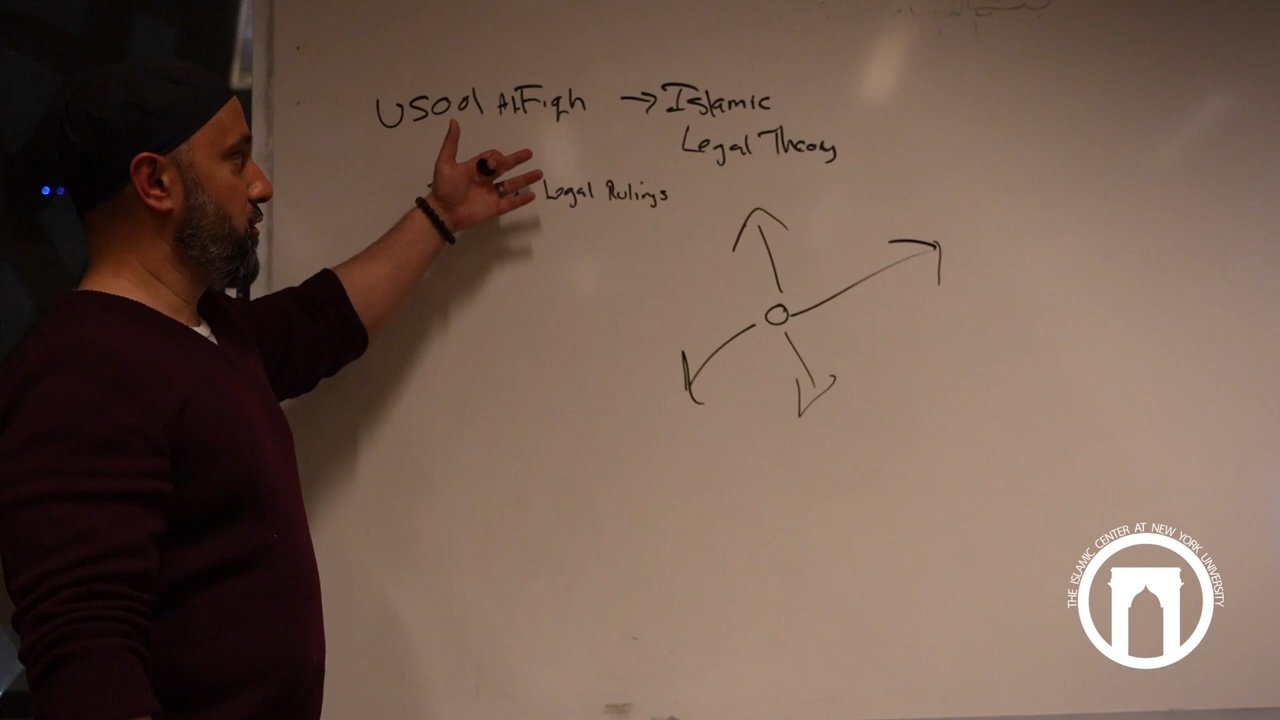 USOOl Al Fiqh → Islamic
Legal Theory
Legal Rulings
THE ISLAMIC CENTER AT NEW YORK UNIVERSITY